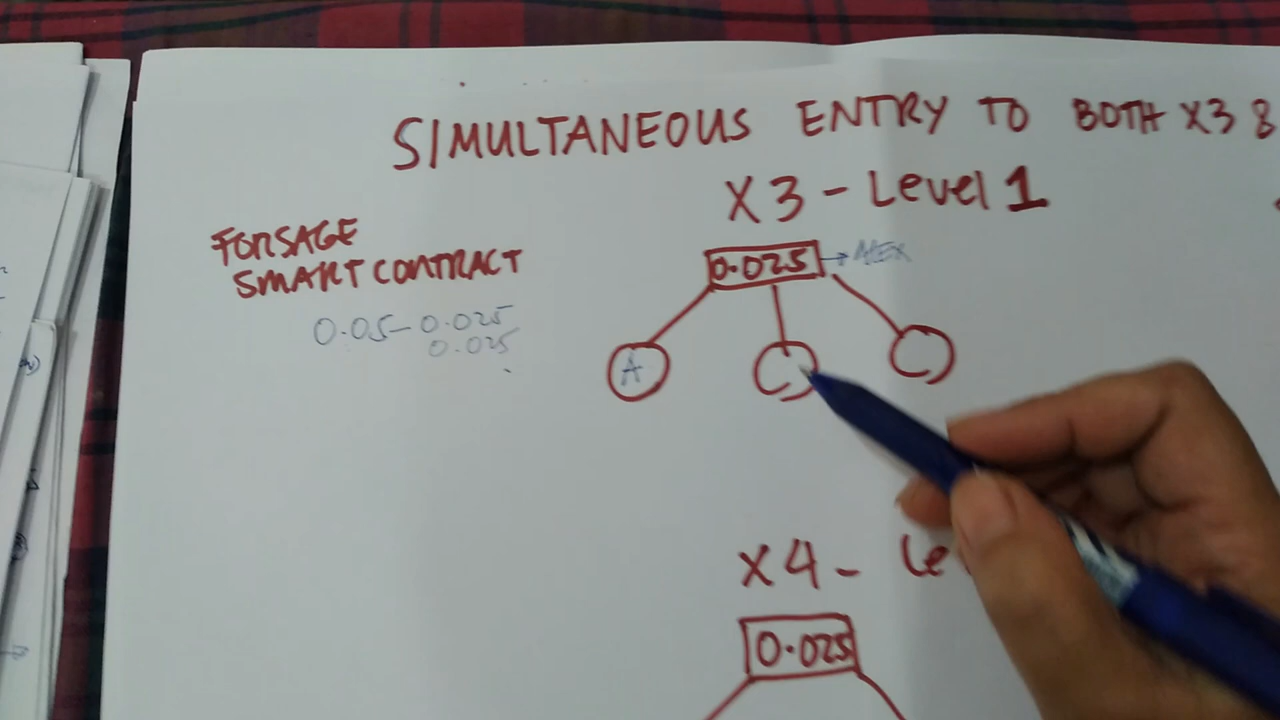 SIMULTANEOUS ENTRY TO BOTH X3 &
X3 - Level 1
FORSAGE
SMART CONTRACT
0.025
0.05 - 0.025
0.025
A
X4 - Le
0.025